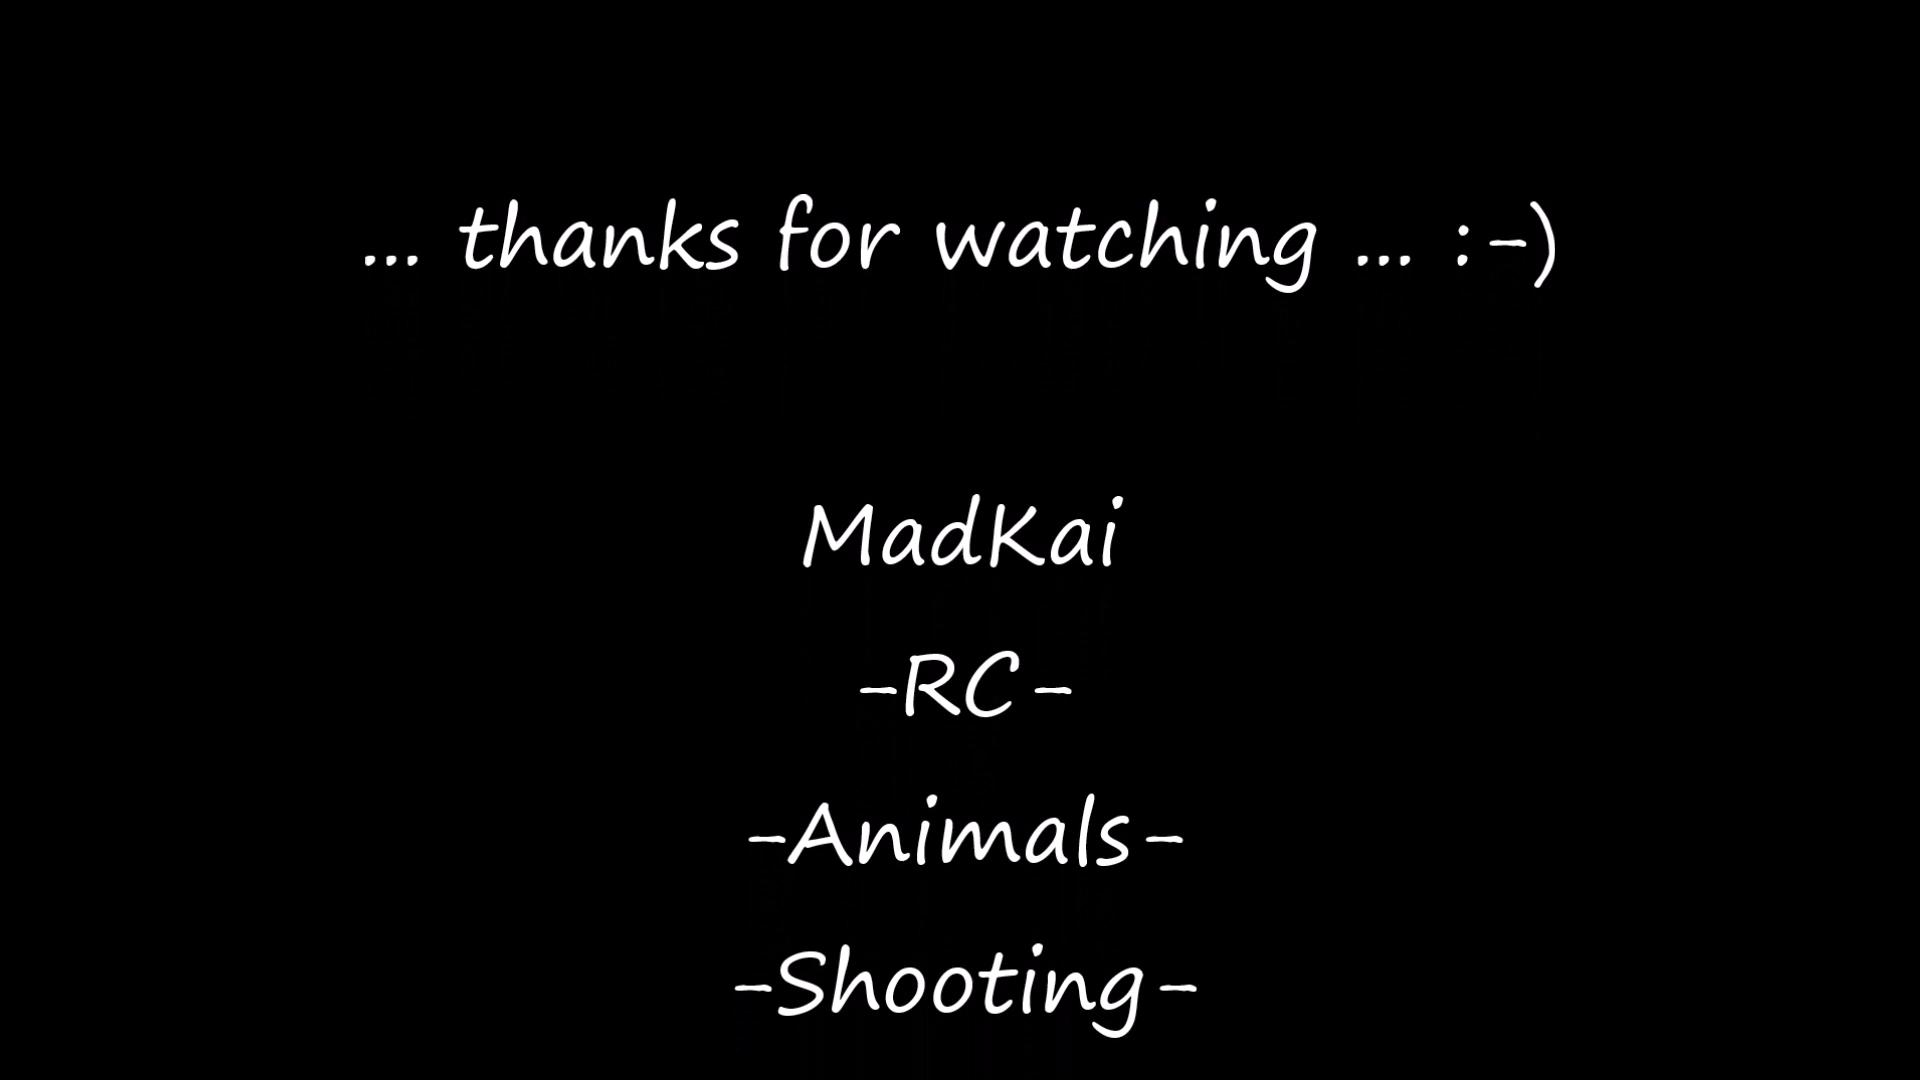 ... thanks for watching ... :-)
MadKai
-RC-
-Animals-
-Shooting-